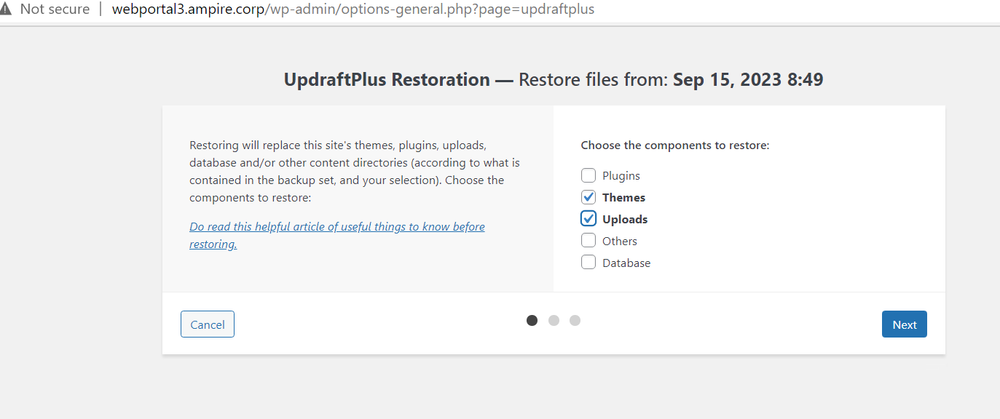 Not secure | webportal3.ampire.corp/wp-admin/options-general.php?page=updraftplus
UpdraftPlus Restoration — Restore files from: Sep 15, 2023 8:49
Restoring will replace this site's themes, plugins, uploads,
database and/or other content directories (according to what is
contained in the backup set, and your selection). Choose the
components to restore:
Do read this helpful article of useful things to know before
restoring.
Choose the components to restore:
Plugins
Themes
Uploads
Others
Database
Cancel
Next